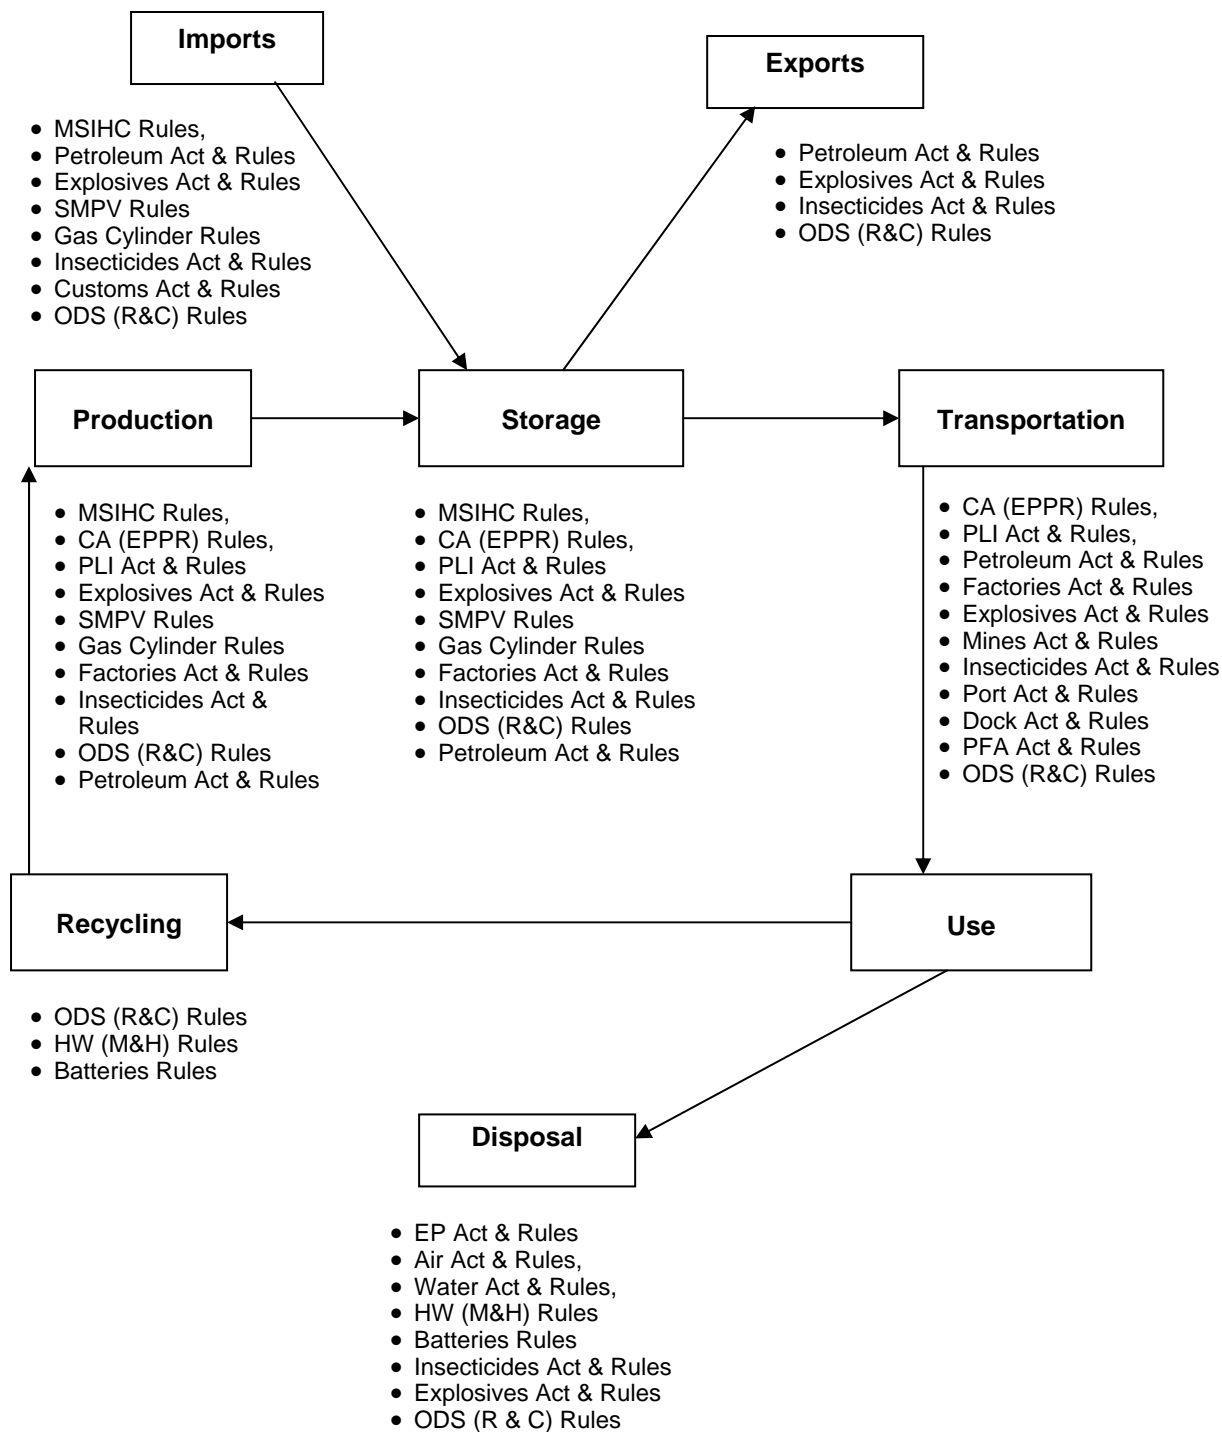 Imports
Exports
• MSIHC Rules,
• Petroleum Act & Rules
• Explosives Act & Rules
• SMPV Rules
• Gas Cylinder Rules
• Insecticides Act & Rules
• Customs Act & Rules
• ODS (R&C) Rules
• Petroleum Act & Rules
• Explosives Act & Rules
• Insecticides Act & Rules
• ODS (R&C) Rules
Production
Storage
Transportation
• MSIHC Rules,
• CA (EPPR) Rules,
• PLI Act & Rules
• Explosives Act & Rules
• SMPV Rules
• Gas Cylinder Rules
• Factories Act & Rules
• Insecticides Act &
Rules
• ODS (R&C) Rules
• Petroleum Act & Rules
• MSIHC Rules,
• CA (EPPR) Rules,
• PLI Act & Rules
• Explosives Act & Rules
• SMPV Rules
• Gas Cylinder Rules
• Factories Act & Rules
• Insecticides Act & Rules
• ODS (R&C) Rules
• Petroleum Act & Rules
• CA (EPPR) Rules,
• PLI Act & Rules,
• Petroleum Act & Rules
• Factories Act & Rules
• Explosives Act & Rules
• Mines Act & Rules
• Insecticides Act & Rules
• Port Act & Rules
• Dock Act & Rules
• PFA Act & Rules
• ODS (R&C) Rules
Recycling
Use
• ODS (R&C) Rules
• HW (M&H) Rules
• Batteries Rules
Disposal
• EP Act & Rules
• Air Act & Rules,
• Water Act & Rules,
• HW (M&H) Rules
• Batteries Rules
• Insecticides Act & Rules
• Explosives Act & Rules
• ODS (R & C) Rules